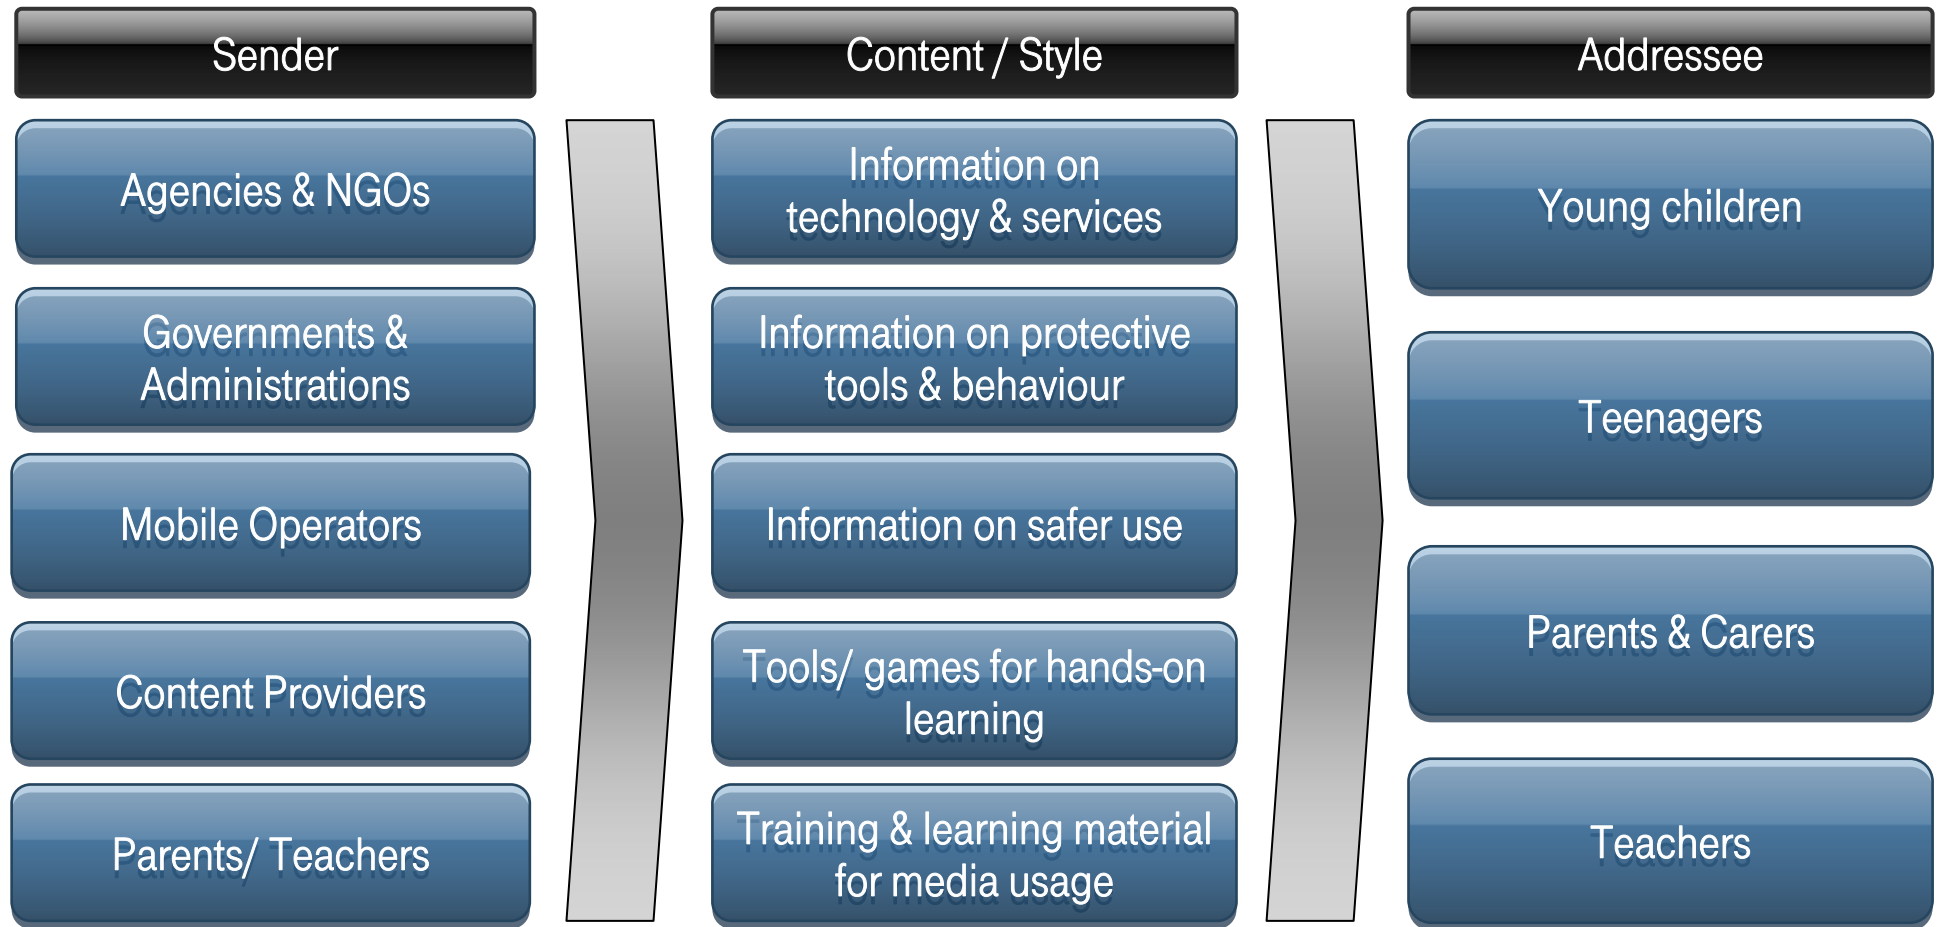 Sender
Agencies & NGOs
Governments &
Administrations
Mobile Operators
Content Providers
Parents/ Teachers
Content / Style
Information on
technology & services
Information on protective
tools & behaviour
Information on safer use
Tools/ games for hands-on
learning
Training & learning material
for media usage
Addressee
Young children
Teenagers
Parents & Carers
Teachers